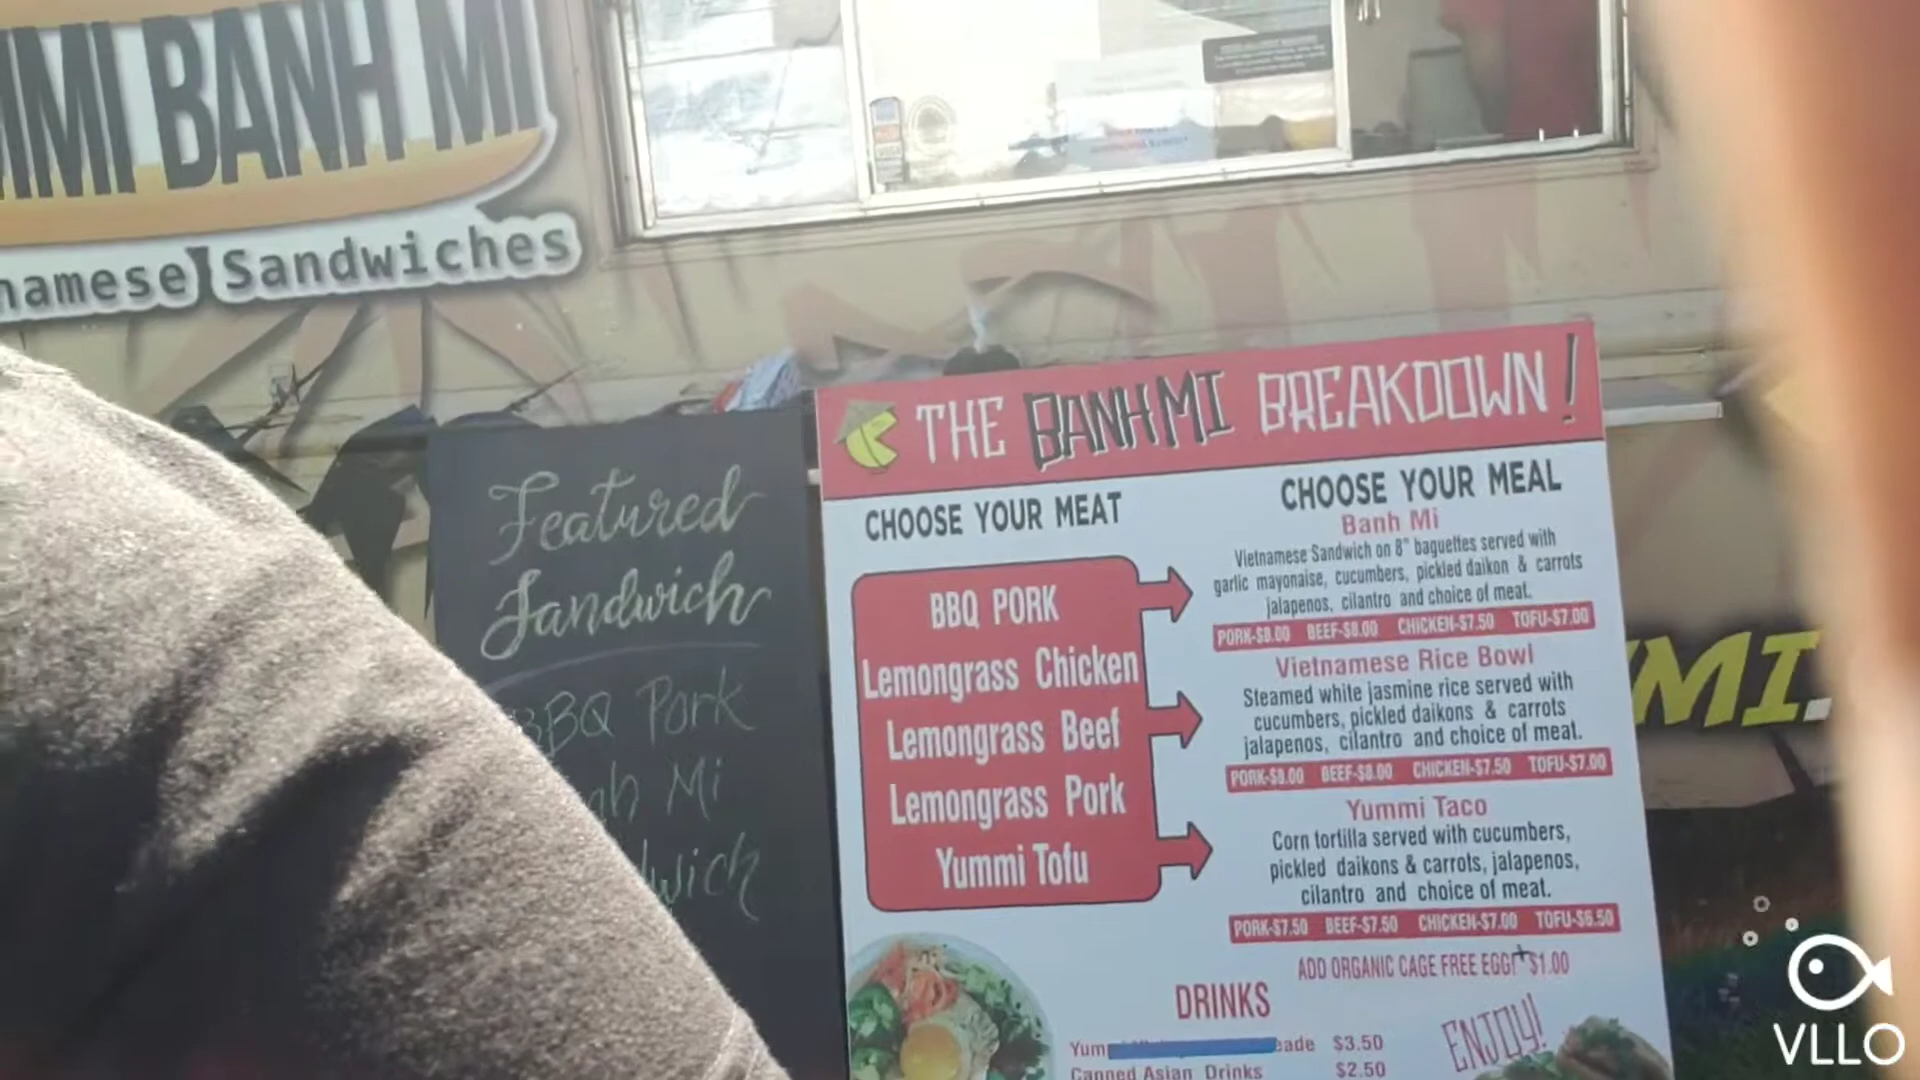 MMI BANH MI
namese Sandwiches
Featured
Sandwich
BBQ Pork
nh Mi
dwich
THE BANH MI BREAKDOWN!
CHOOSE YOUR MEAT
BBQ PORK
Lemongrass Chicken
Lemongrass Beef
Lemongrass Pork
Yummi Tofu
CHOOSE YOUR MEAL
Banh Mi
Vietnamese Sandwich on 8" baguettes served with
garlic mayonaise, cucumbers, pickled daikon & carrots
jalapenos, cilantro and choice of meat.
PORK-$8.00 BEEF-$8.00 CHICKEN-$7.50 TOFU-$7.00
Vietnamese Rice Bowl
Steamed white jasmine rice served with
cucumbers, pickled daikons & carrots
jalapenos, cilantro and choice of meat.
PORK-$8.00 BEEF-$8.00 CHICKEN-$7.50 TOFU-$7.00
Yummi Taco
Corn tortilla served with cucumbers,
pickled daikons & carrots, jalapenos,
cilantro and choice of meat.
PORK-$7.50 BEEF-$7.50 CHICKEN-$7.00 TOFU-$6.50
ADD ORGANIC CAGE FREE EGG! $1.00
DRINKS
Yum eade $3.50
Canned Asian Drinks $2.50
ENJOY!
MI.
VLLO